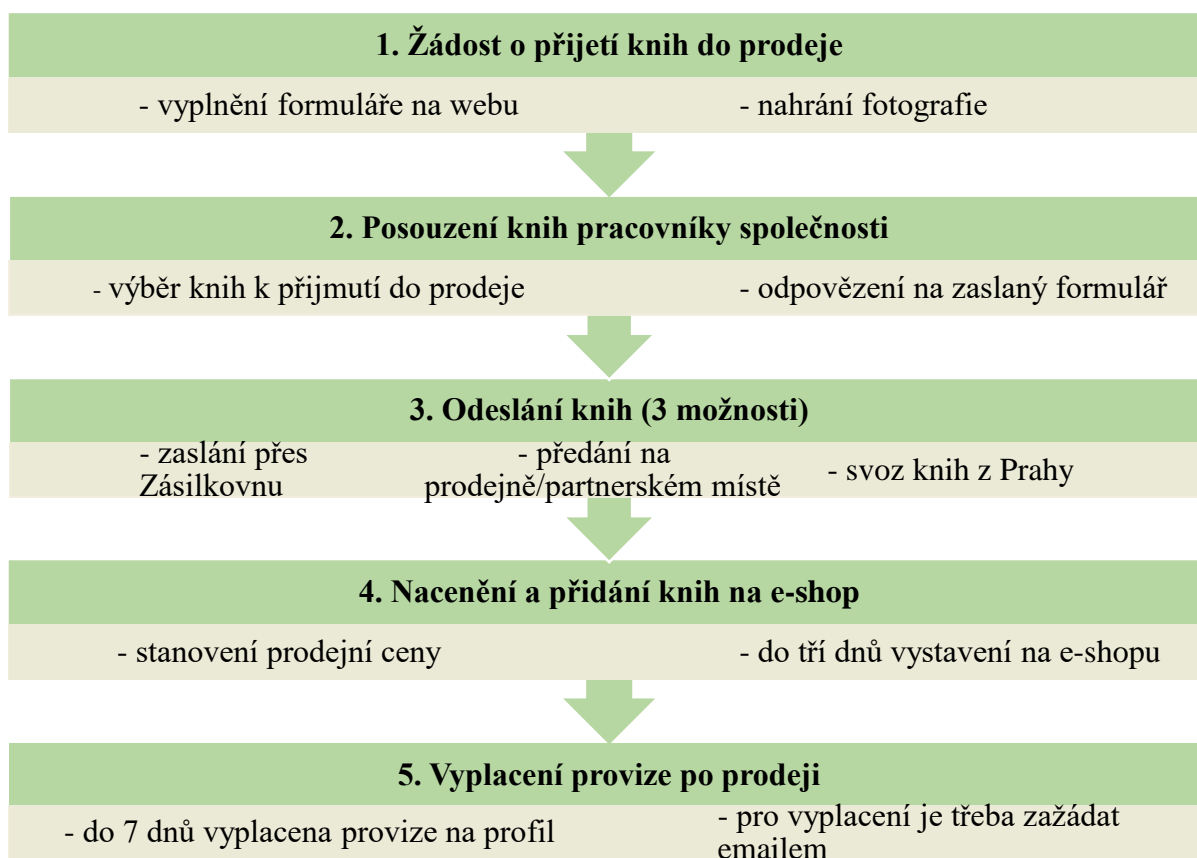 1. Žádost o přijetí knih do prodeje
- vyplnění formuláře na webu
- nahrání fotografie
2. Posouzení knih pracovníky společnosti
- výběr knih k přijmutí do prodeje
- odpovězení na zaslaný formulář
3. Odeslání knih (3 možnosti)
- zaslání přes
Zásilkovnu
- předání na
prodejně/partnerském místě
- svoz knih z Prahy
4. Nacenění a přidání knih na e-shop
- stanovení prodejní ceny
- do tří dnů vystavení na e-shopu
5. Vyplacení provize po prodeji
- do 7 dnů vyplacena provize na profil
- pro vyplacení je třeba zažádat
emailem